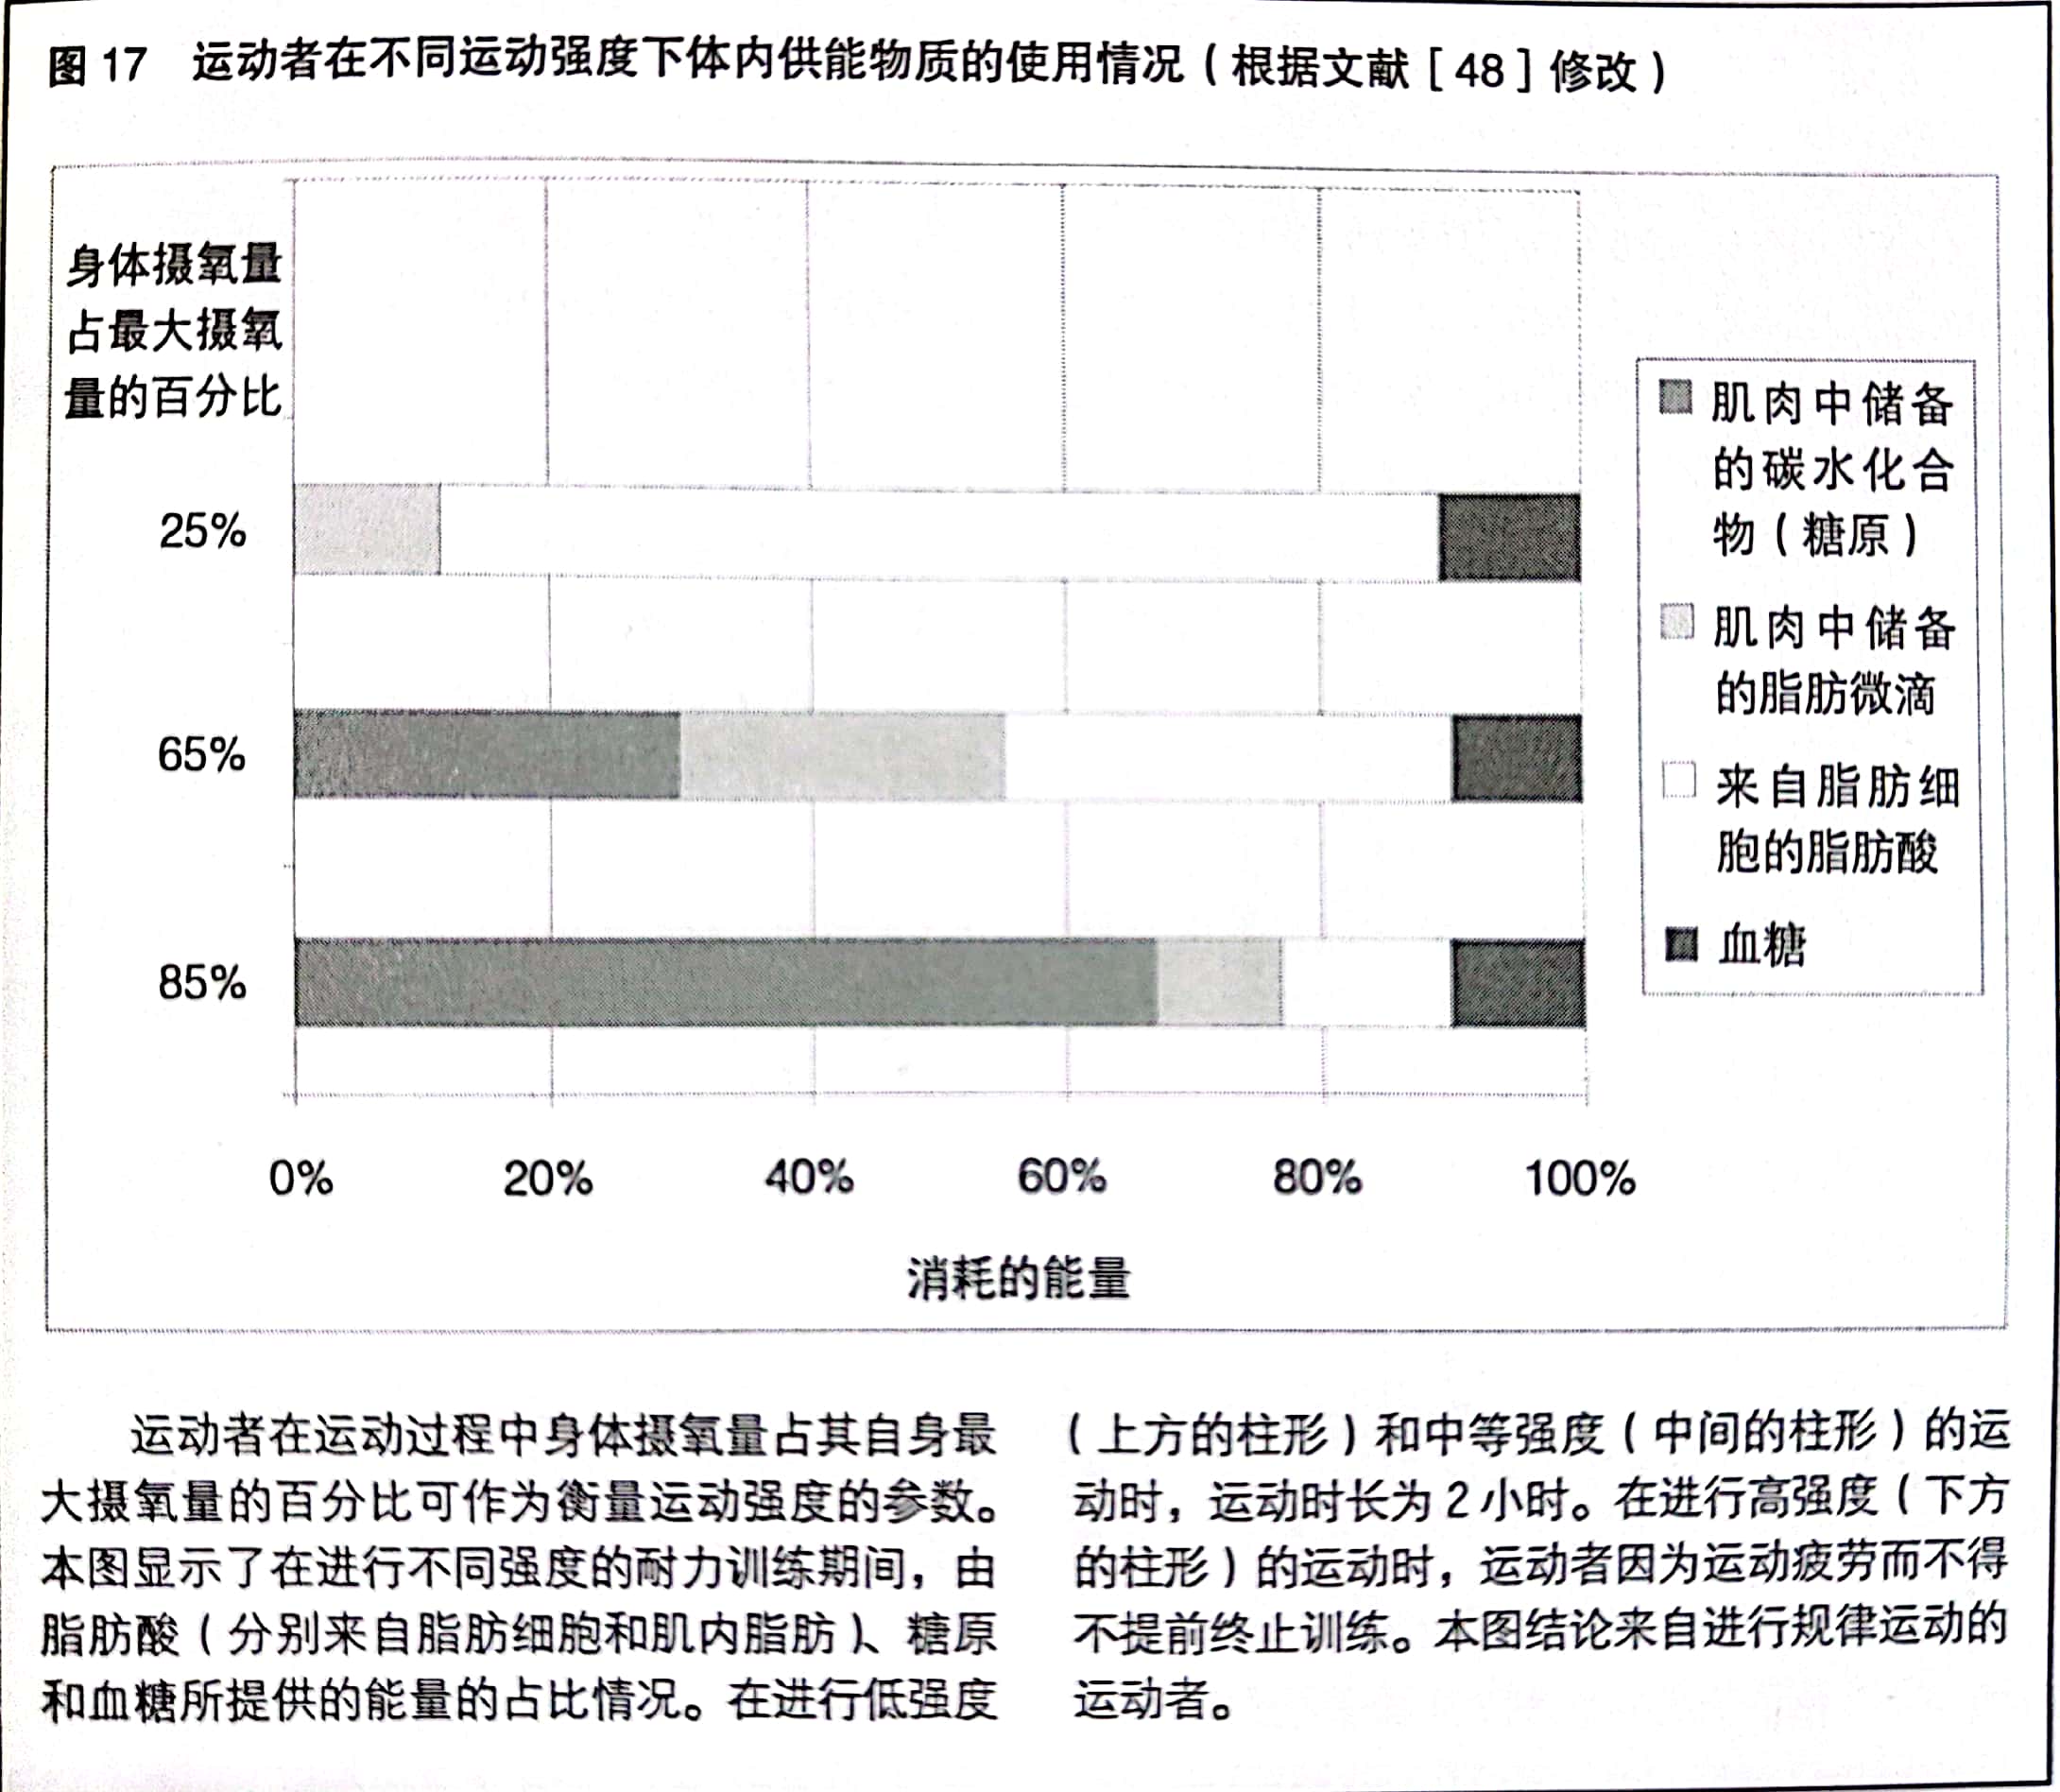 图 17 运动者在不同运动强度下体内供能物质的使用情况（根据文献［48］修改）
身体摄氧量
占最大摄氧
量的百分比
25%
65%
85%
0% 20% 40% 60% 80% 100%
消耗的能量
肌肉中储备
的碳水化合
物（糖原）
肌肉中储备
的脂肪微滴
来自脂肪细
胞的脂肪酸
血糖
运动者在运动过程中身体摄氧量占其自身最
大摄氧量的百分比可作为衡量运动强度的参数。
本图显示了在进行不同强度的耐力训练期间，由
脂肪酸（分别来自脂肪细胞和肌内脂肪）、糖原
和血糖所提供的能量的占比情况。在进行低强度
（上方的柱形）和中等强度（中间的柱形）的运
动时，运动时长为 2 小时。在进行高强度（下方
的柱形）的运动时，运动者因为运动疲劳而不得
不提前终止训练。本图结论来自进行规律运动的
运动者。